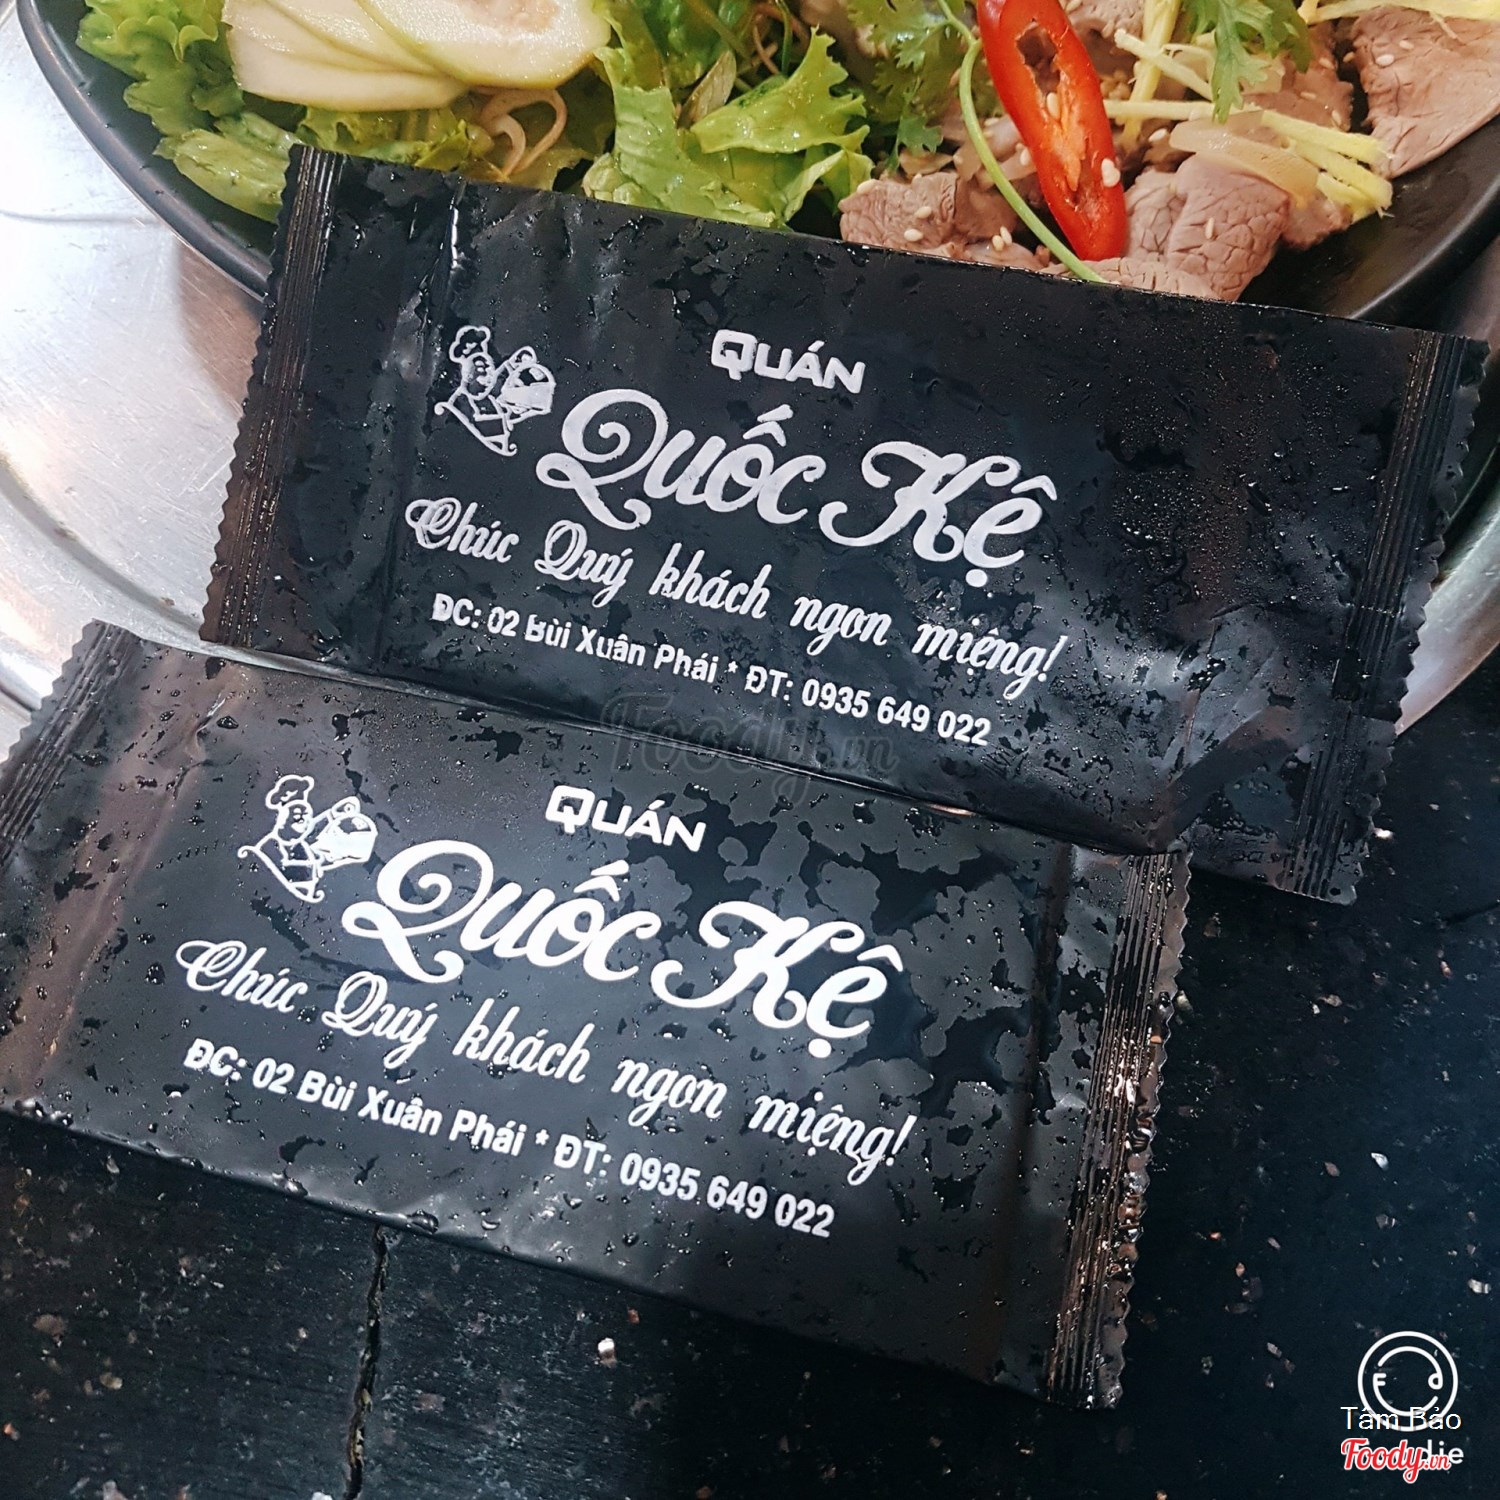 QUÁN
Quốc Kệ
Chúc Quý khách ngon miệng!
ĐC: 02 Bùi Xuân Phái * ĐT: 0935 649 022
Foody.vn
QUÁN
Quốc Kệ
Chúc Quý khách ngon miệng!
ĐC: 02 Bùi Xuân Phái * ĐT: 0935 649 022
Tâm Bảo
Foody.vn